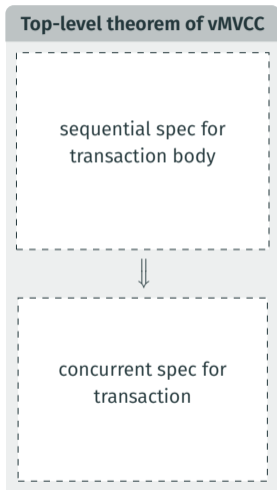 Top-level theorem of vMVCC
sequential spec for
transaction body
⇓
concurrent spec for
transaction